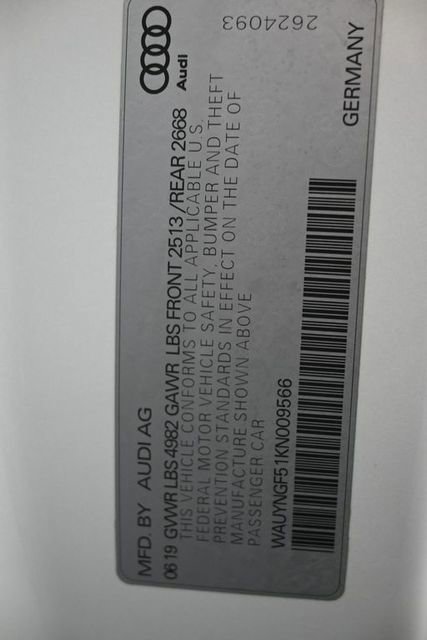 MFD. BY AUDI AG
06 19 GVWR LBS 4982 GAWR LBS FRONT 2513 /REAR 2668
THIS VEHICLE CONFORMS TO ALL APPLICABLE U.S.
FEDERAL MOTOR VEHICLE SAFETY, BUMPER AND THEFT
PREVENTION STANDARDS IN EFFECT ON THE DATE OF
MANUFACTURE SHOWN ABOVE
PASSENGER CAR
WAUYNGF51KN009566
Audi
GERMANY
2624093